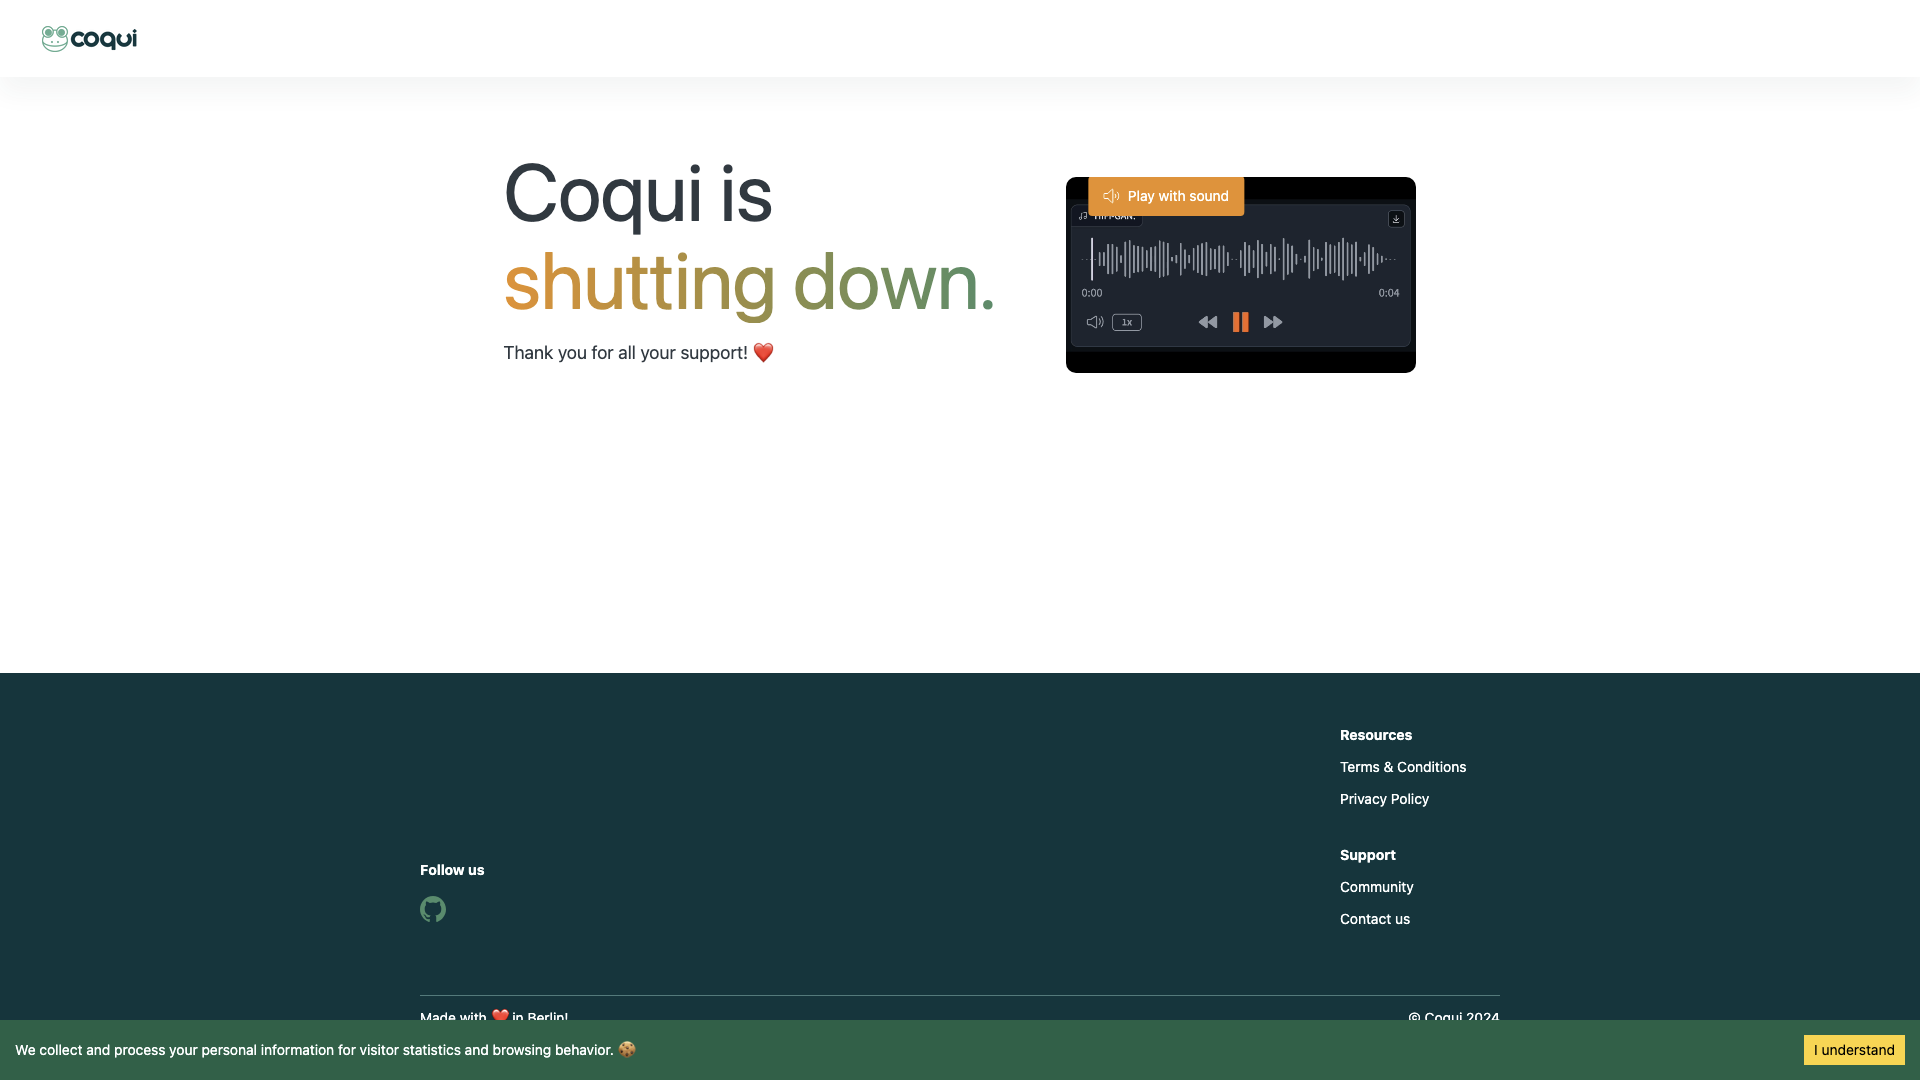 coqui
Coqui is
shutting down.
Thank you for all your support! ❤️
Play with sound
0:00
0:04
1x
Resources
Terms & Conditions
Privacy Policy
Support
Community
Contact us
Follow us
Made with ❤️ in Berlin!
© Coqui 2024
We collect and process your personal information for visitor statistics and browsing behavior. 🍪
I understand